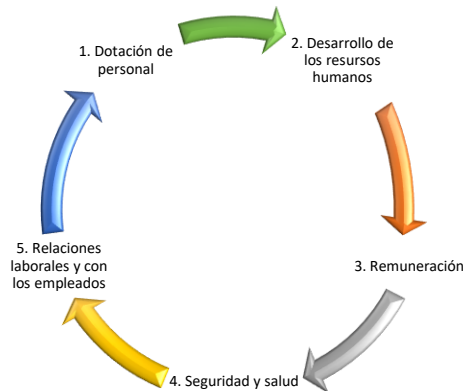 1. Dotación de
personal
2. Desarrollo de
los resursos
humanos
3. Remuneración
4. Seguridad y salud
5. Relaciones
laborales y con
los empleados